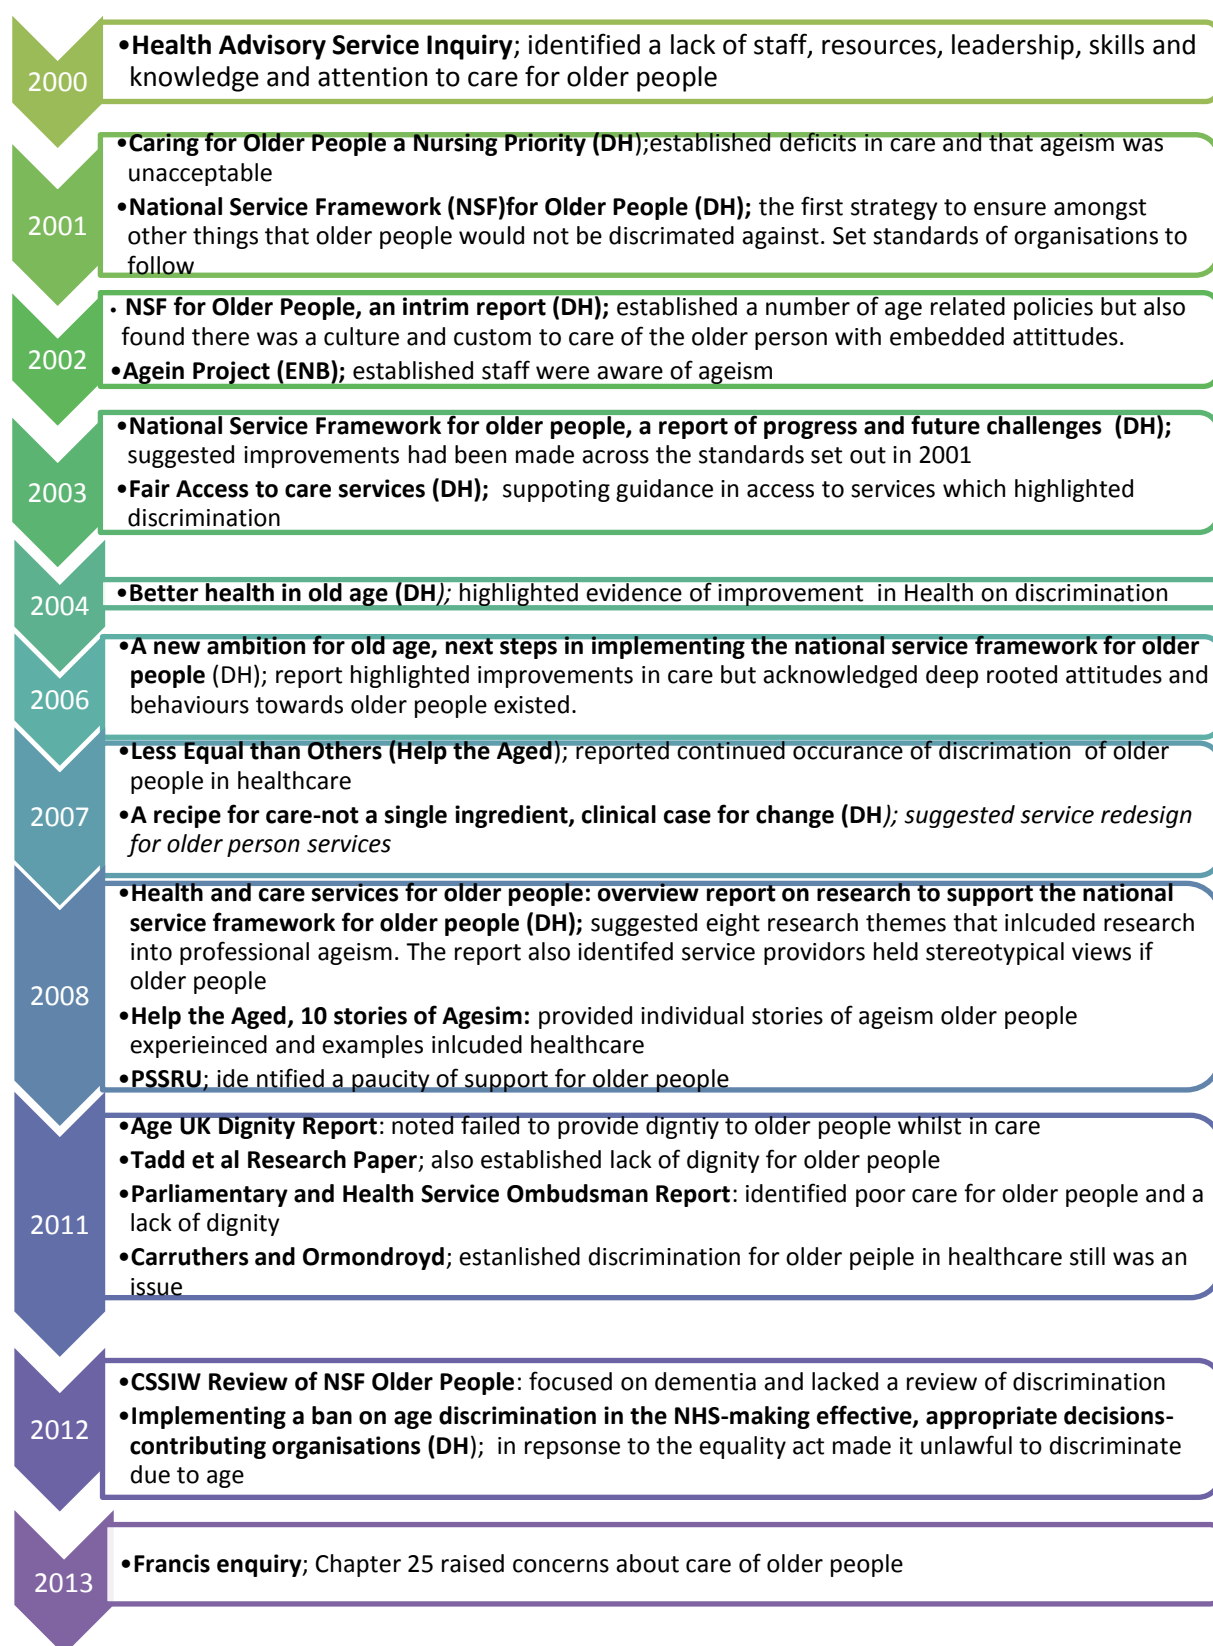 2000
•Health Advisory Service Inquiry; identified a lack of staff, resources, leadership, skills and
knowledge and attention to care for older people
2001
•Caring for Older People a Nursing Priority (DH);established deficits in care and that ageism was
unacceptable
•National Service Framework (NSF)for Older People (DH); the first strategy to ensure amongst
other things that older people would not be discrimated against. Set standards of organisations to
follow
2002
• NSF for Older People, an intrim report (DH); established a number of age related policies but also
found there was a culture and custom to care of the older person with embedded attittudes.
•Agein Project (ENB); established staff were aware of ageism
2003
•National Service Framework for older people, a report of progress and future challenges (DH);
suggested improvements had been made across the standards set out in 2001
•Fair Access to care services (DH); suppoting guidance in access to services which highlighted
discrimination
2004
•Better health in old age (DH); highlighted evidence of improvement in Health on discrimination
2006
•A new ambition for old age, next steps in implementing the national service framework for older
people (DH); report highlighted improvements in care but acknowledged deep rooted attitudes and
behaviours towards older people existed.
2007
•Less Equal than Others (Help the Aged); reported continued occurance of discrimation of older
people in healthcare
•A recipe for care-not a single ingredient, clinical case for change (DH); suggested service redesign
for older person services
2008
•Health and care services for older people: overview report on research to support the national
service framework for older people (DH); suggested eight research themes that inlcuded research
into professional ageism. The report also identifed service providors held stereotypical views if
older people
•Help the Aged, 10 stories of Agesim: provided individual stories of ageism older people
experieinced and examples inlcuded healthcare
•PSSRU; ide ntified a paucity of support for older people
2011
•Age UK Dignity Report: noted failed to provide digntiy to older people whilst in care
•Tadd et al Research Paper; also established lack of dignity for older people
•Parliamentary and Health Service Ombudsman Report: identified poor care for older people and a
lack of dignity
•Carruthers and Ormondroyd; estanlished discrimination for older peiple in healthcare still was an
issue
2012
•CSSIW Review of NSF Older People: focused on dementia and lacked a review of discrimination
•Implementing a ban on age discrimination in the NHS-making effective, appropriate decisions-
contributing organisations (DH); in repsonse to the equality act made it unlawful to discriminate
due to age
2013
•Francis enquiry; Chapter 25 raised concerns about care of older people